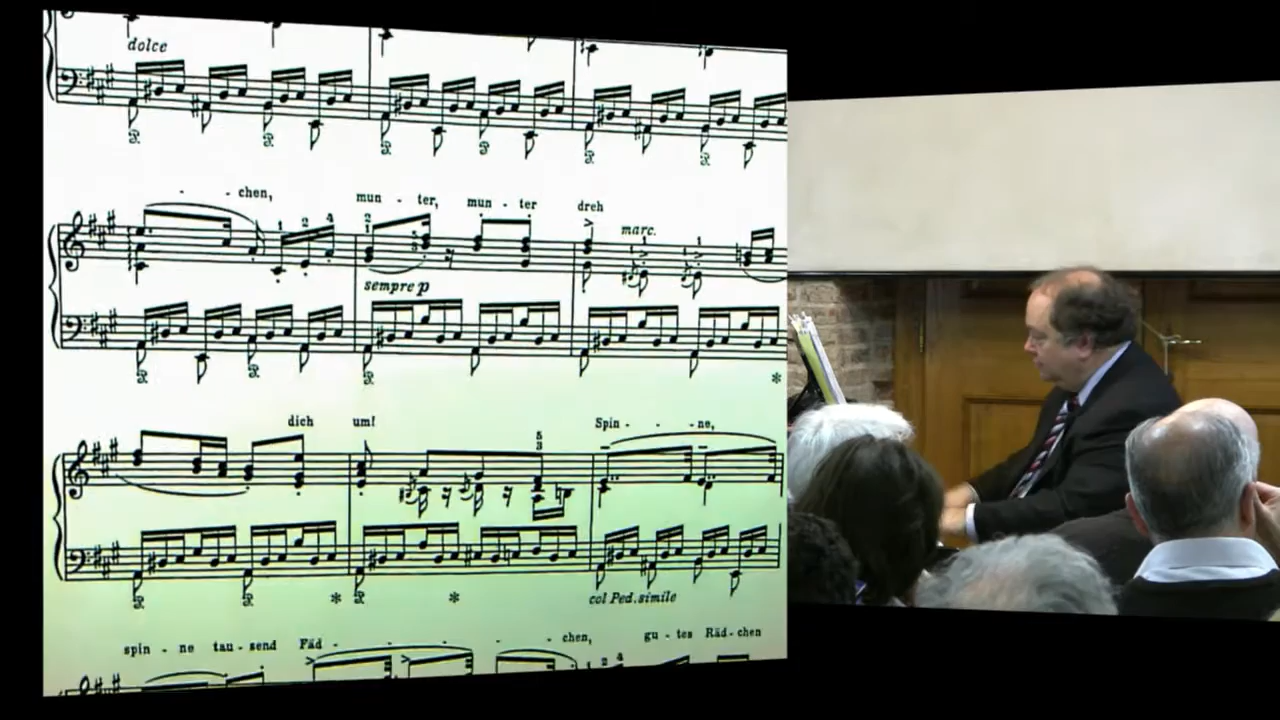 dolce
- - chen, mun - ter, mun - ter dreh
marc.
sempre p
dich um! Spin - - - ne,
col Ped. simile
spin - ne tau - send Fäd - - - - chen, gu - tes Räd - chen